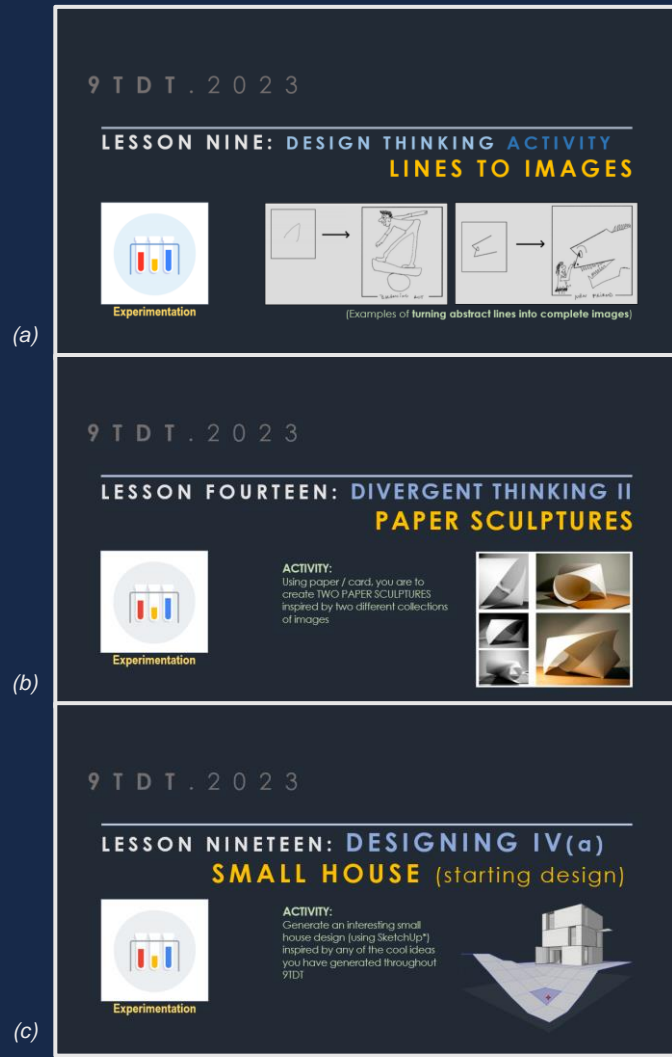 9TDT.2023
LESSON NINE: DESIGN THINKING ACTIVITY
LINES TO IMAGES
Experimentation
(Examples of turning abstract lines into complete images)
(a)
9TDT.2023
LESSON FOURTEEN: DIVERGENT THINKING II
PAPER SCULPTURES
ACTIVITY:
Using paper / card, you are to
create TWO PAPER SCULPTURES
inspired by two different collections
of images
Experimentation
(b)
9TDT.2023
LESSON NINETEEN: DESIGNING IV(a)
SMALL HOUSE (starting design)
ACTIVITY:
Generate an interesting small
house design (using SketchUp*)
inspired by any of the cool ideas
you have generated throughout
9TDT
Experimentation
(c)